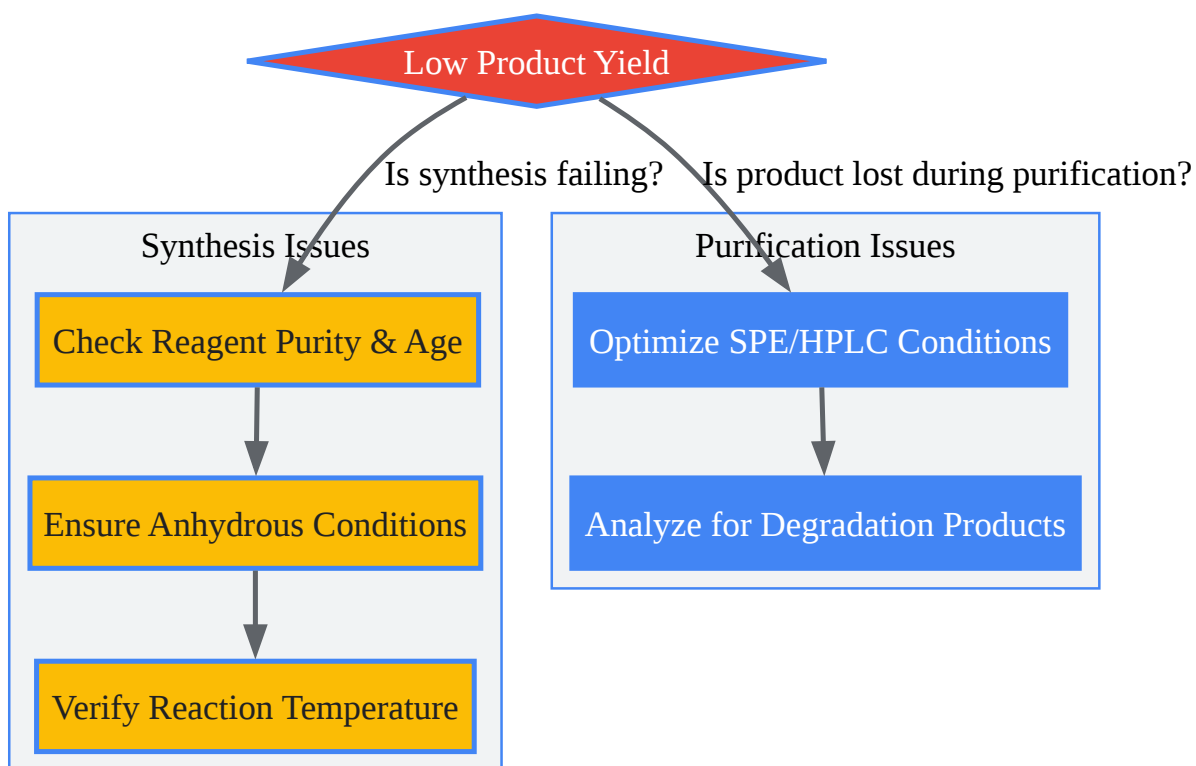 Low Product Yield
Is synthesis failing?
Is product lost during purification?
Synthesis Issues
Check Reagent Purity & Age
Ensure Anhydrous Conditions
Verify Reaction Temperature
Purification Issues
Optimize SPE/HPLC Conditions
Analyze for Degradation Products